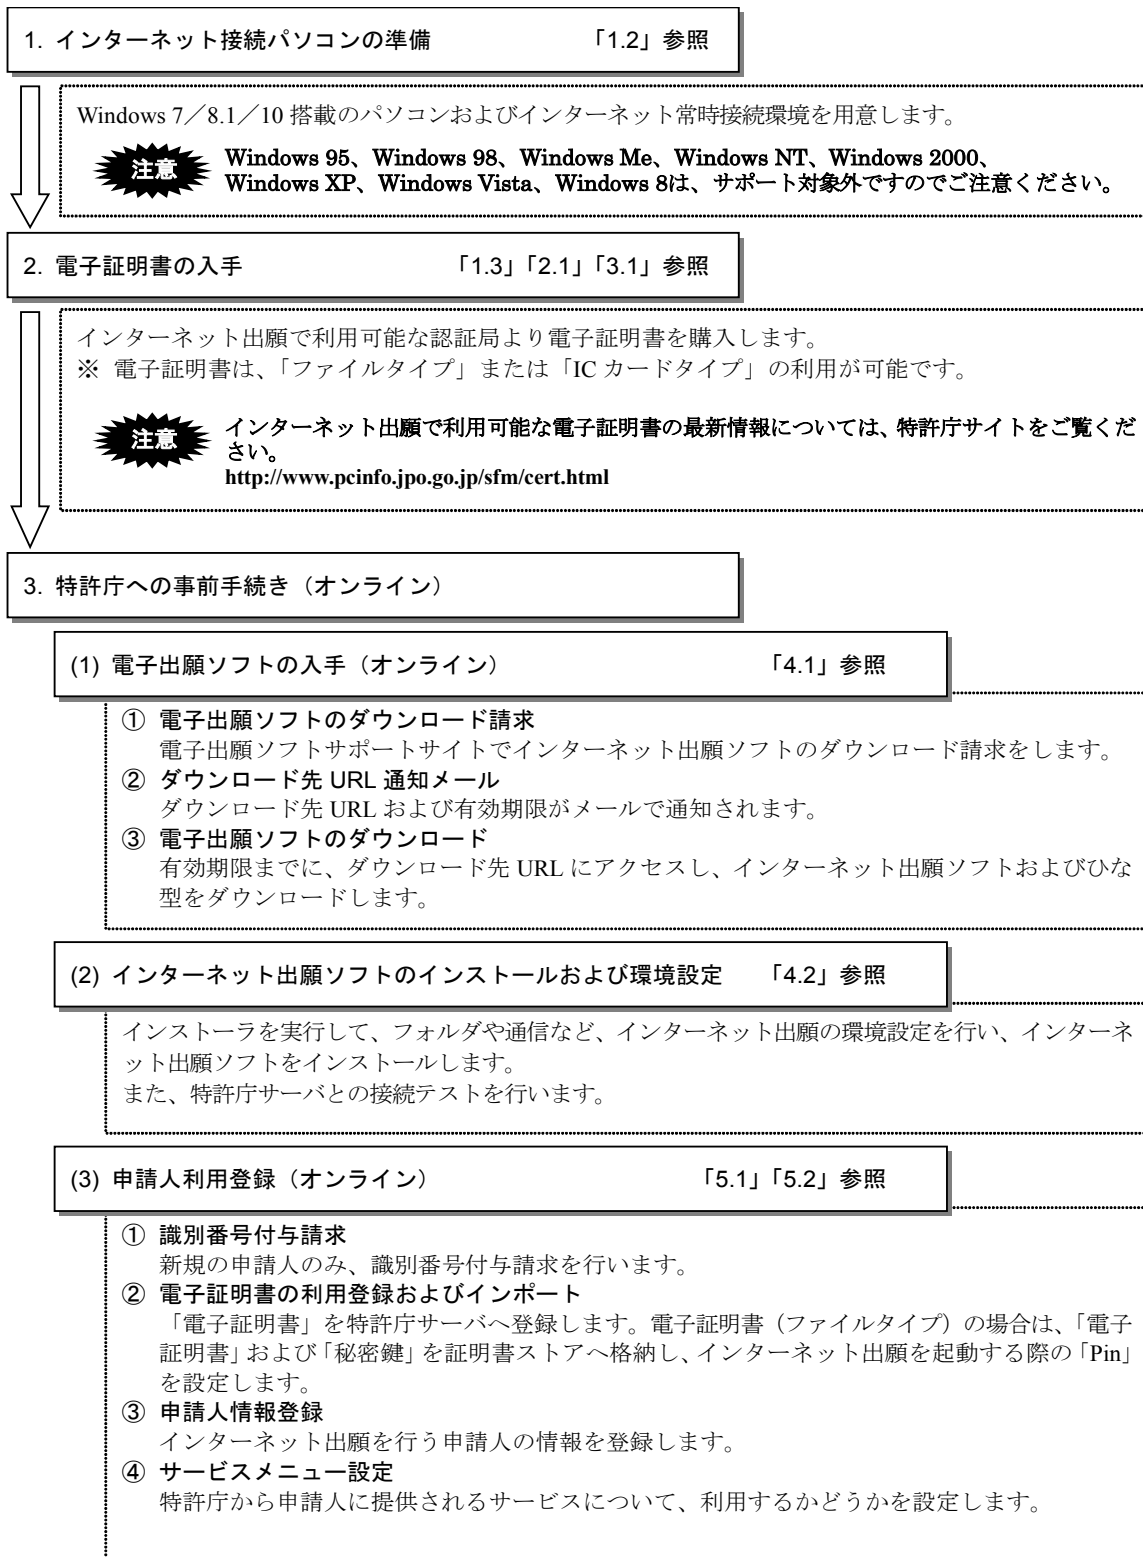 1. インターネット接続パソコンの準備 「1.2」参照
Windows 7／8.1／10 搭載のパソコンおよびインターネット常時接続環境を用意します。
注意
Windows 95、Windows 98、Windows Me、Windows NT、Windows 2000、
Windows XP、Windows Vista、Windows 8は、サポート対象外ですのでご注意ください。
2. 電子証明書の入手 「1.3」「2.1」「3.1」参照
インターネット出願で利用可能な認証局より電子証明書を購入します。
※ 電子証明書は、「ファイルタイプ」または「IC カードタイプ」の利用が可能です。
注意
インターネット出願で利用可能な電子証明書の最新情報については、特許庁サイトをご覧くだ
さい。
http://www.pcinfo.jpo.go.jp/sfm/cert.html
3. 特許庁への事前手続き（オンライン）
(1) 電子出願ソフトの入手（オンライン） 「4.1」参照
① 電子出願ソフトのダウンロード請求
電子出願ソフトサポートサイトでインターネット出願ソフトのダウンロード請求をします。
② ダウンロード先 URL 通知メール
ダウンロード先 URL および有効期限がメールで通知されます。
③ 電子出願ソフトのダウンロード
有効期限までに、ダウンロード先 URL にアクセスし、インターネット出願ソフトおよびひな
型をダウンロードします。
(2) インターネット出願ソフトのインストールおよび環境設定 「4.2」参照
インストーラを実行して、フォルダや通信など、インターネット出願の環境設定を行い、インターネ
ット出願ソフトをインストールします。
また、特許庁サーバとの接続テストを行います。
(3) 申請人利用登録（オンライン） 「5.1」「5.2」参照
① 識別番号付与請求
新規の申請人のみ、識別番号付与請求を行います。
② 電子証明書の利用登録およびインポート
「電子証明書」を特許庁サーバへ登録します。電子証明書（ファイルタイプ）の場合は、「電子
証明書」および「秘密鍵」を証明書ストアへ格納し、インターネット出願を起動する際の「Pin」
を設定します。
③ 申請人情報登録
インターネット出願を行う申請人の情報を登録します。
④ サービスメニュー設定
特許庁から申請人に提供されるサービスについて、利用するかどうかを設定します。